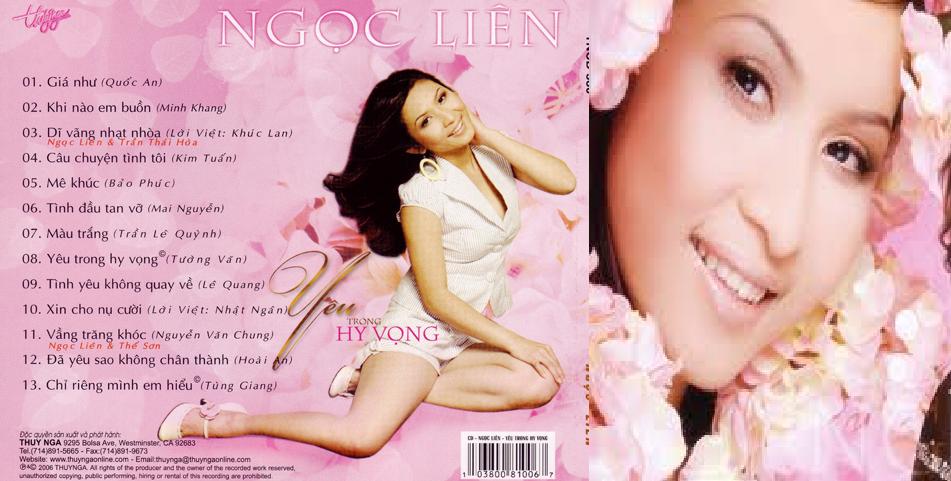 Thúy Nga
NGỌC LIÊN
01. Giá như (Quốc An)
02. Khi nào em buồn (Minh Khang)
03. Dĩ vãng nhạt nhòa (Lời Việt: Khúc Lan)
Ngọc Liên & Trần Thái Hòa
04. Câu chuyện tình tôi (Kim Tuấn)
05. Mê khúc (Bảo Phúc)
06. Tình đầu tan vỡ (Mai Nguyễn)
07. Màu trắng (Trần Lê Quỳnh)
08. Yêu trong hy vọng© (Tường Văn)
09. Tình yêu không quay về (Lê Quang)
10. Xin cho nụ cười (Lời Việt: Nhật Ngân)
11. Vầng trăng khóc (Nguyễn Văn Chung)
Ngọc Liên & Thế Sơn
12. Đã yêu sao không chân thành (Hoài An)
13. Chỉ riêng mình em hiểu© (Tùng Giang)
Yêu
TRONG
HY VỌNG
Độc quyền sản xuất và phát hành:
THUY NGA 9295 Bolsa Ave, Westminster, CA 92683
Tel.(714)891-5665 - Fax:(714)891-9673
Website: www.thuyngaonline.com - Email:thuynga@thuyngaonline.com
℗&© 2006 THUYNGA. All rights of the producer and the owner of the recorded work reserved,
unauthorized copying, public performing, hiring or rental of this recording are prohibited.
CD - NGỌC LIÊN - YÊU TRONG HY VỌNG
1 03800 81006 7